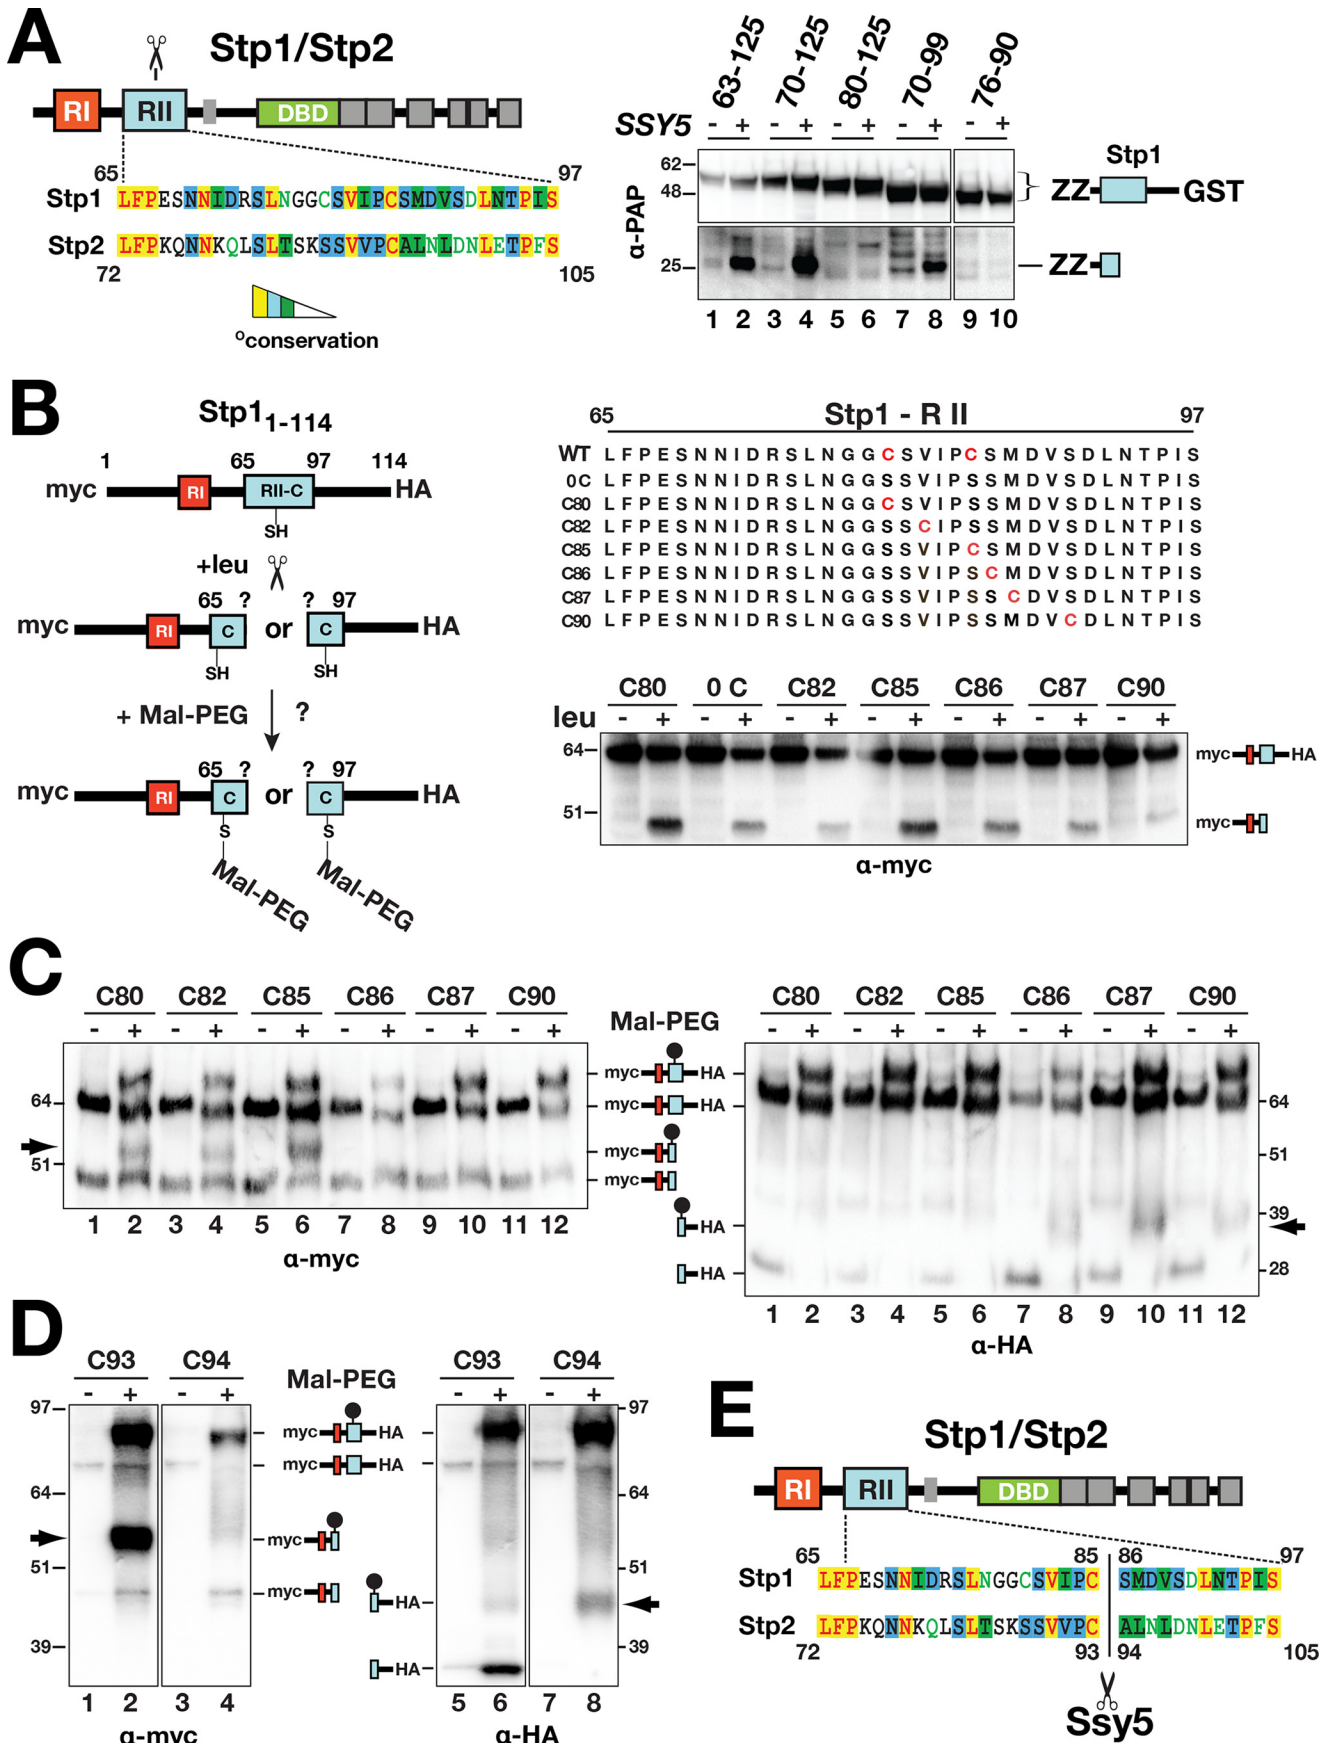 A
Stp1/Stp2
RI RII DBD
65 97
Stp1 LFPESNNIDRSLNGGCSVIPCSMDVSDLNTPIS
Stp2 LFPKQNNKQLSLTSKSSVVPCALNLDNLETPFS
72 105
°conservation
63-125 70-125 80-125 70-99 76-90
SSY5 - + - + - + - + - +
62
48
25
α-PAP
Stp1
ZZ GST
ZZ
1 2 3 4 5 6 7 8 9 10
B
Stp1 1-114
1 65 97 114
myc RI RII-C HA
SH
+leu
65 ? ? 97
myc RI C or C HA
SH SH
+ Mal-PEG ?
65 ? ? 97
myc RI C or C HA
S S
Mal-PEG Mal-PEG
65 Stp1 - R II 97
WT L F P E S N N I D R S L N G G C S V I P C S M D V S D L N T P I S
0 C L F P E S N N I D R S L N G G S S V I P S S M D V S D L N T P I S
C80 L F P E S N N I D R S L N G G C S V I P S S M D V S D L N T P I S
C82 L F P E S N N I D R S L N G G S S C I P S S M D V S D L N T P I S
C85 L F P E S N N I D R S L N G G S S V I P C S M D V S D L N T P I S
C86 L F P E S N N I D R S L N G G S S V I P S C M D V S D L N T P I S
C87 L F P E S N N I D R S L N G G S S V I P S S C D V S D L N T P I S
C90 L F P E S N N I D R S L N G G S S V I P S S M D V C D L N T P I S
C80 0 C C82 C85 C86 C87 C90
leu - + - + - + - + - + - + - +
64
51
myc HA
myc
α-myc
C
C80 C82 C85 C86 C87 C90
- + - + - + - + - + - +
64
51
1 2 3 4 5 6 7 8 9 10 11 12
α-myc
Mal-PEG
myc HA
myc HA
myc
myc
HA
HA
C80 C82 C85 C86 C87 C90
- + - + - + - + - + - +
64
51
39
28
1 2 3 4 5 6 7 8 9 10 11 12
α-HA
D
C93 C94
- + - +
97
64
51
39
1 2 3 4
α-myc
Mal-PEG
myc HA
myc HA
myc
myc
HA
HA
C93 C94
- + - +
97
64
51
39
5 6 7 8
α-HA
E
Stp1/Stp2
RI RII DBD
65 85 86 97
Stp1 LFPESNNIDRSLNGGCSVIPC SMDVSDLNTPIS
Stp2 LFPKQNNKQLSLTSKSSVVPC ALNLDNLETPFS
72 93 94 105
Ssy5